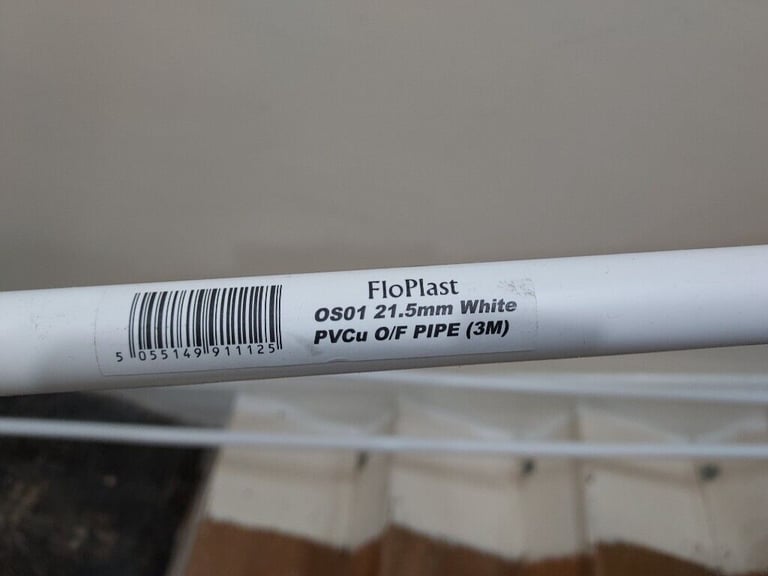 FloPlast
OS01 21.5mm White
PVCu O/F PIPE (3M)
5 055149 911125